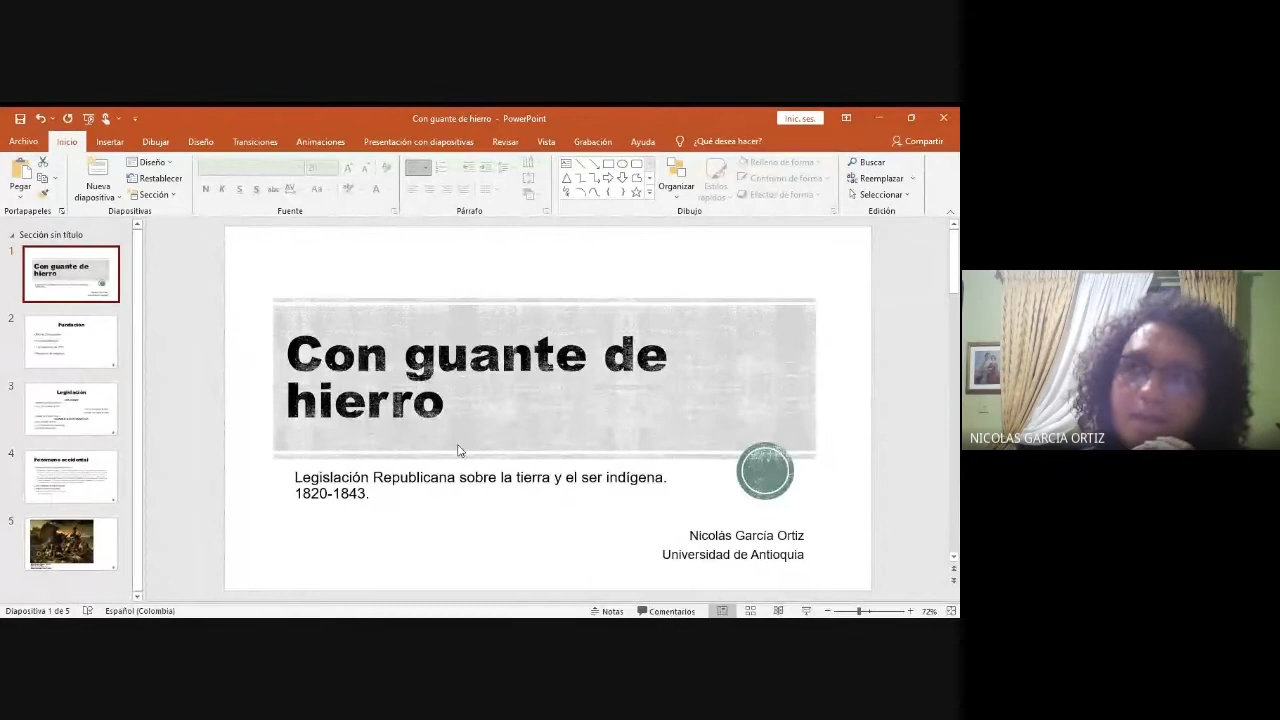 Con guante de hierro - PowerPoint
Inic. ses.
Archivo Inicio Insertar Dibujar Diseño Transiciones Animaciones Presentación con diapositivas Revisar Vista Grabación Ayuda ¿Qué desea hacer? Compartir
Pegar
Nueva diapositiva
Diseño
Restablecer
Sección
N K S S abc AV
Aa A
Organizar
Estilos rápidos
Relleno de forma
Contorno de forma
Efectos de forma
Buscar
Reemplazar
Seleccionar
Portapapeles Diapositivas Fuente Párrafo Dibujo Edición
Sección sin título
1
Con guante de
hierro
2
Fundación
3
Legislación
4
Fenómeno occidental
5
Con guante de
hierro
Legislación Republicana sobre la tierra y el ser indígena.
1820-1843.
Nicolás García Ortiz
Universidad de Antioquia
NICOLAS GARCIA ORTIZ
Diapositiva 1 de 5 Español (Colombia) Notas Comentarios 72%